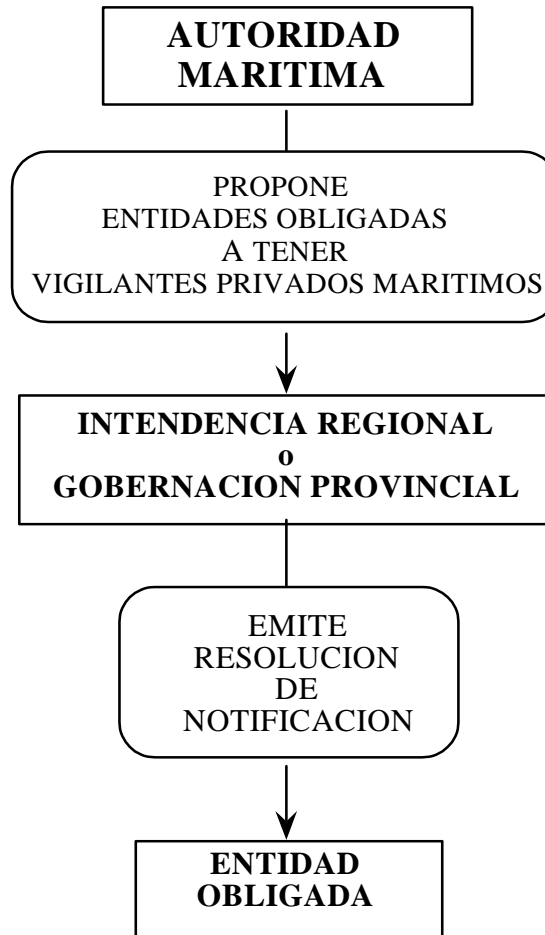 AUTORIDAD
MARITIMA
PROPONE
ENTIDADES OBLIGADAS
A TENER
VIGILANTES PRIVADOS MARITIMOS
INTENDENCIA REGIONAL
o
GOBERNACION PROVINCIAL
EMITE
RESOLUCION
DE
NOTIFICACION
ENTIDAD
OBLIGADA